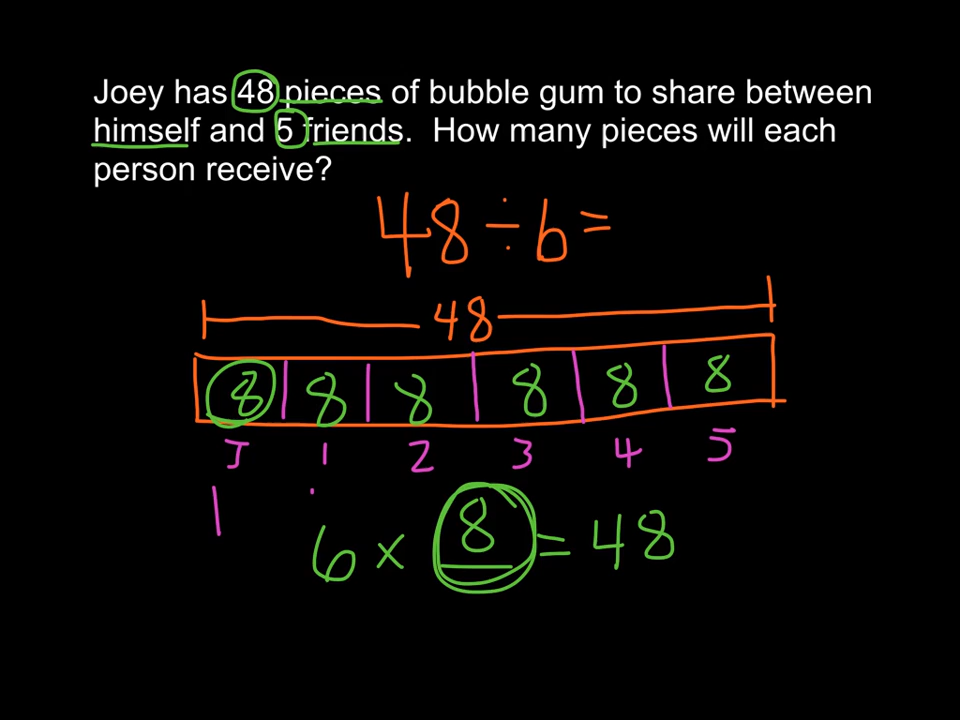 Joey has 48 pieces of bubble gum to share between
himself and 5 friends. How many pieces will each
person receive?
48 ÷ 6 =
48
8 8 8 8 8 8
J 1 2 3 4 5
6 × 8 = 48